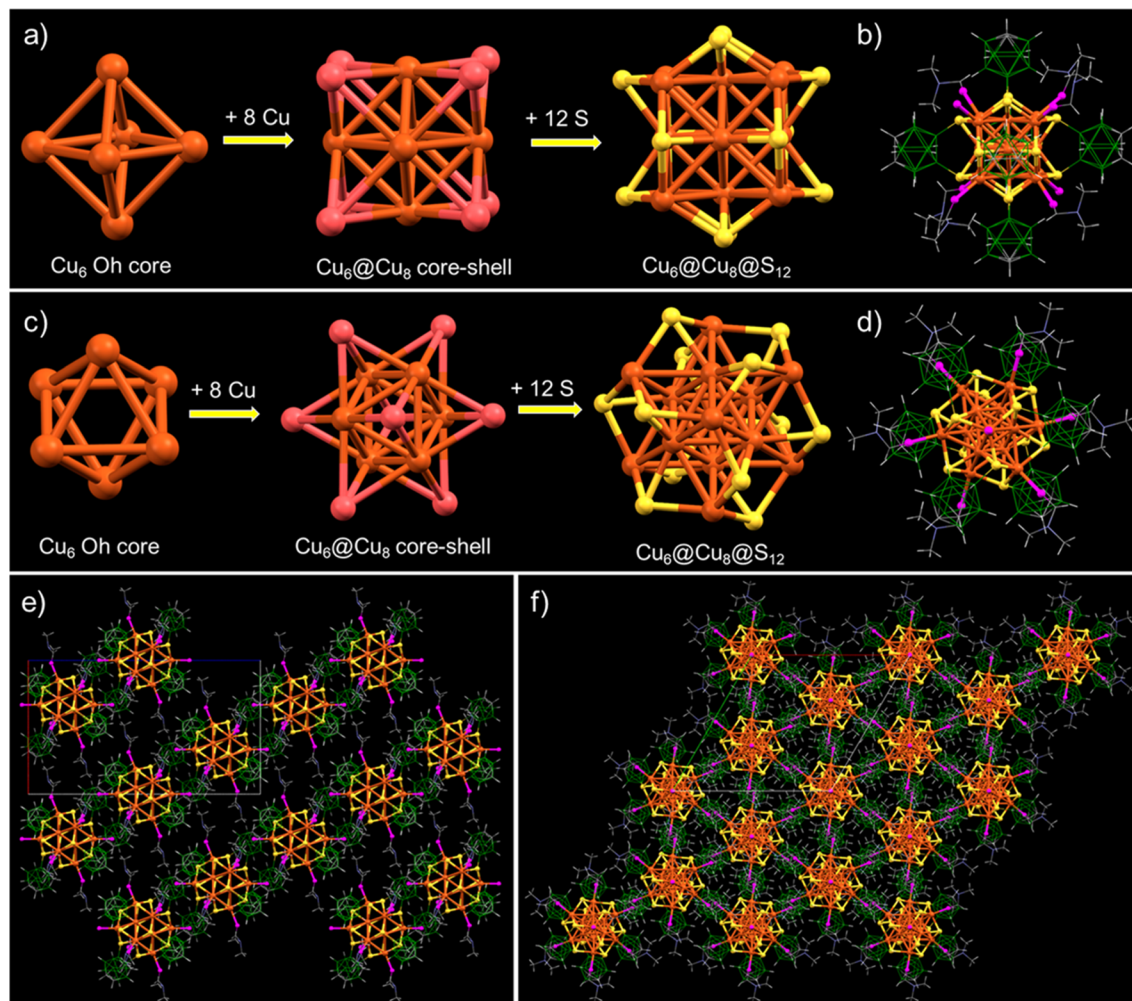 a)
+ 8 Cu
+ 12 S
b)
Cu₆ Oh core
Cu₆@Cu₈ core-shell
Cu₆@Cu₈@S₁₂
c)
+ 8 Cu
+ 12 S
d)
Cu₆ Oh core
Cu₆@Cu₈ core-shell
Cu₆@Cu₈@S₁₂
e)
f)